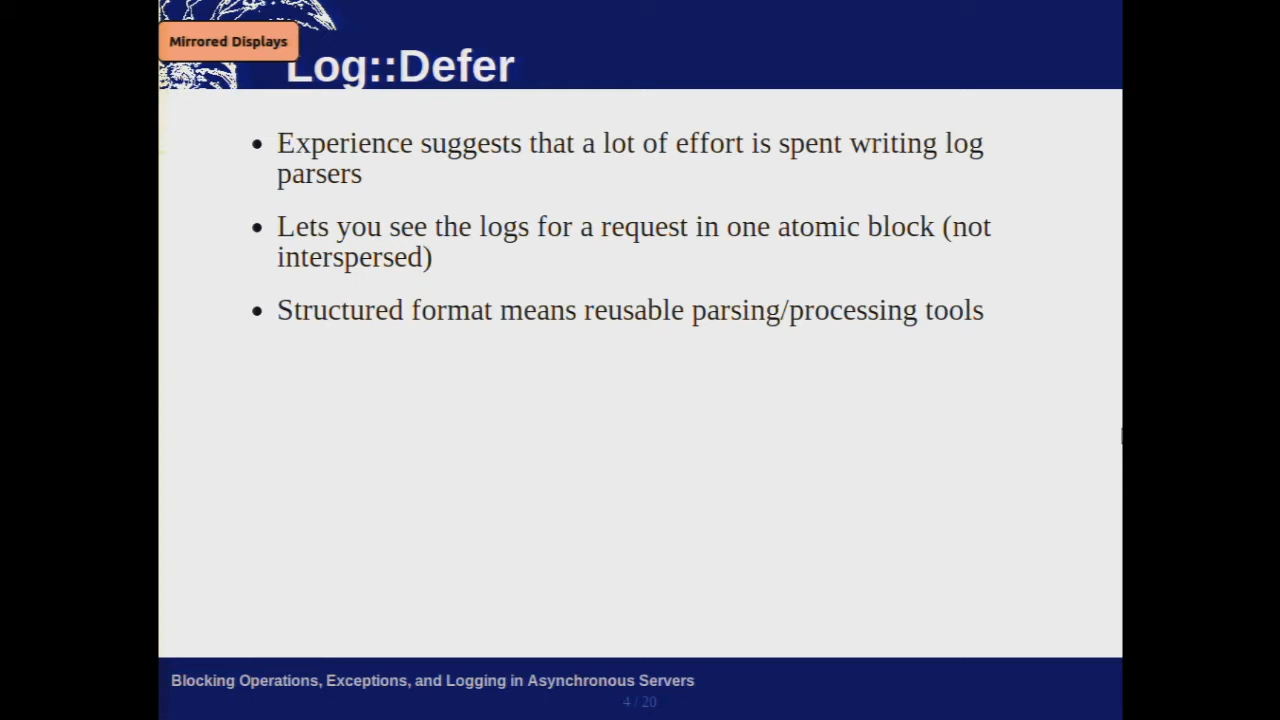 Mirrored Displays
Log::Defer
• Experience suggests that a lot of effort is spent writing log
parsers
• Lets you see the logs for a request in one atomic block (not
interspersed)
• Structured format means reusable parsing/processing tools
Blocking Operations, Exceptions, and Logging in Asynchronous Servers
4 / 20